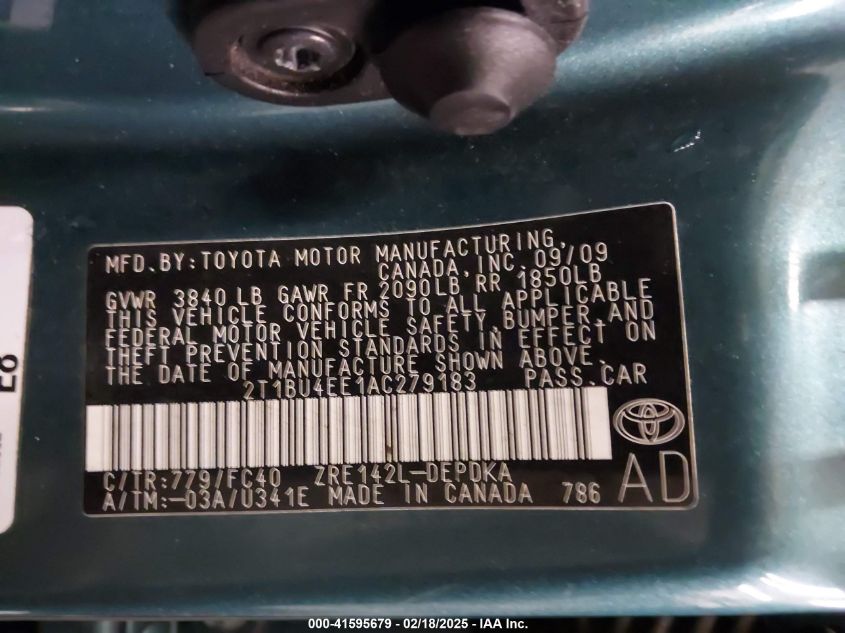 MFD.BY:TOYOTA MOTOR MANUFACTURING,
CANADA, INC. 09/09
GVWR 3840 LB GAWR FR 2090LB RR 1850LB
THIS VEHICLE CONFORMS TO ALL APPLICABLE
FEDERAL MOTOR VEHICLE SAFETY,BUMPER,AND
THEFT PREVENTION STANDARDS IN EFFECT ON
THE DATE OF MANUFACTURE SHOWN ABOVE.
2T1BU4EE1AC279183 PASS.CAR
C/TR:779/FC40 ZRE142L-DEPDKA
A/TM:-03A/U341E MADE IN CANADA 786
AD
000-41595679 - 02/18/2025 - IAA Inc.